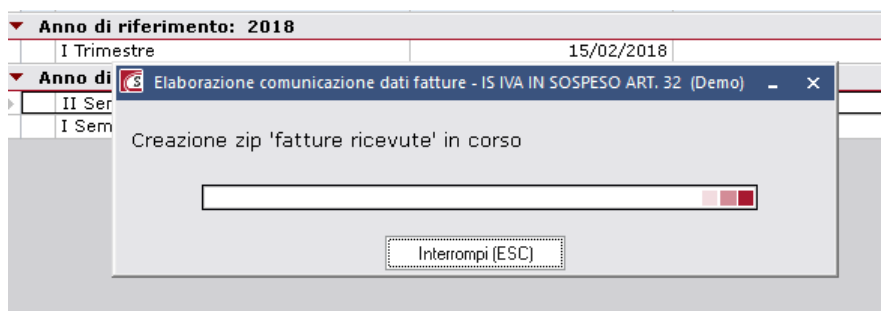 Anno di riferimento: 2018
I Trimestre 15/02/2018
Anno di
Elaborazione comunicazione dati fatture - IS IVA IN SOSPESO ART. 32 (Demo)
II Ser
I Sem
Creazione zip 'fatture ricevute' in corso
Interrompi (ESC)